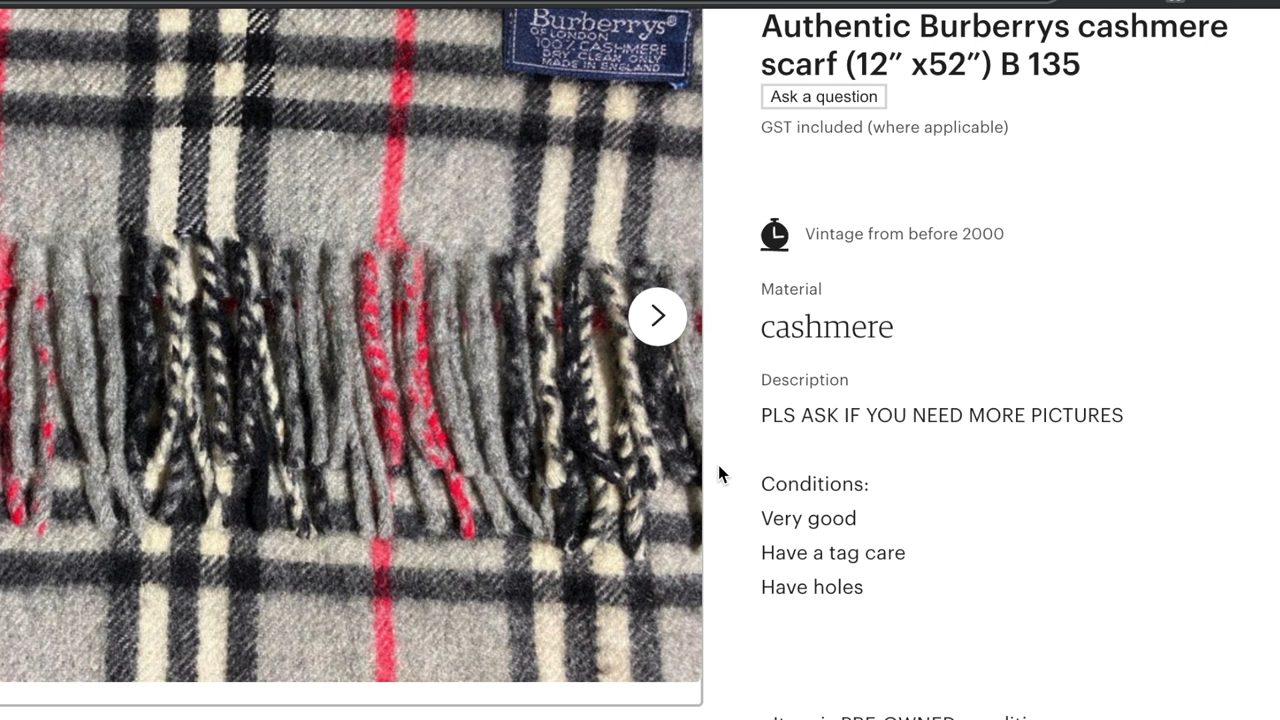 Burberrys®
OF LONDON
100% CASHMERE
DRY CLEAN ONLY
MADE IN ENGLAND
Authentic Burberrys cashmere
scarf (12” x52”) B 135
Ask a question
GST included (where applicable)
Vintage from before 2000
Material
cashmere
Description
PLS ASK IF YOU NEED MORE PICTURES
Conditions:
Very good
Have a tag care
Have holes